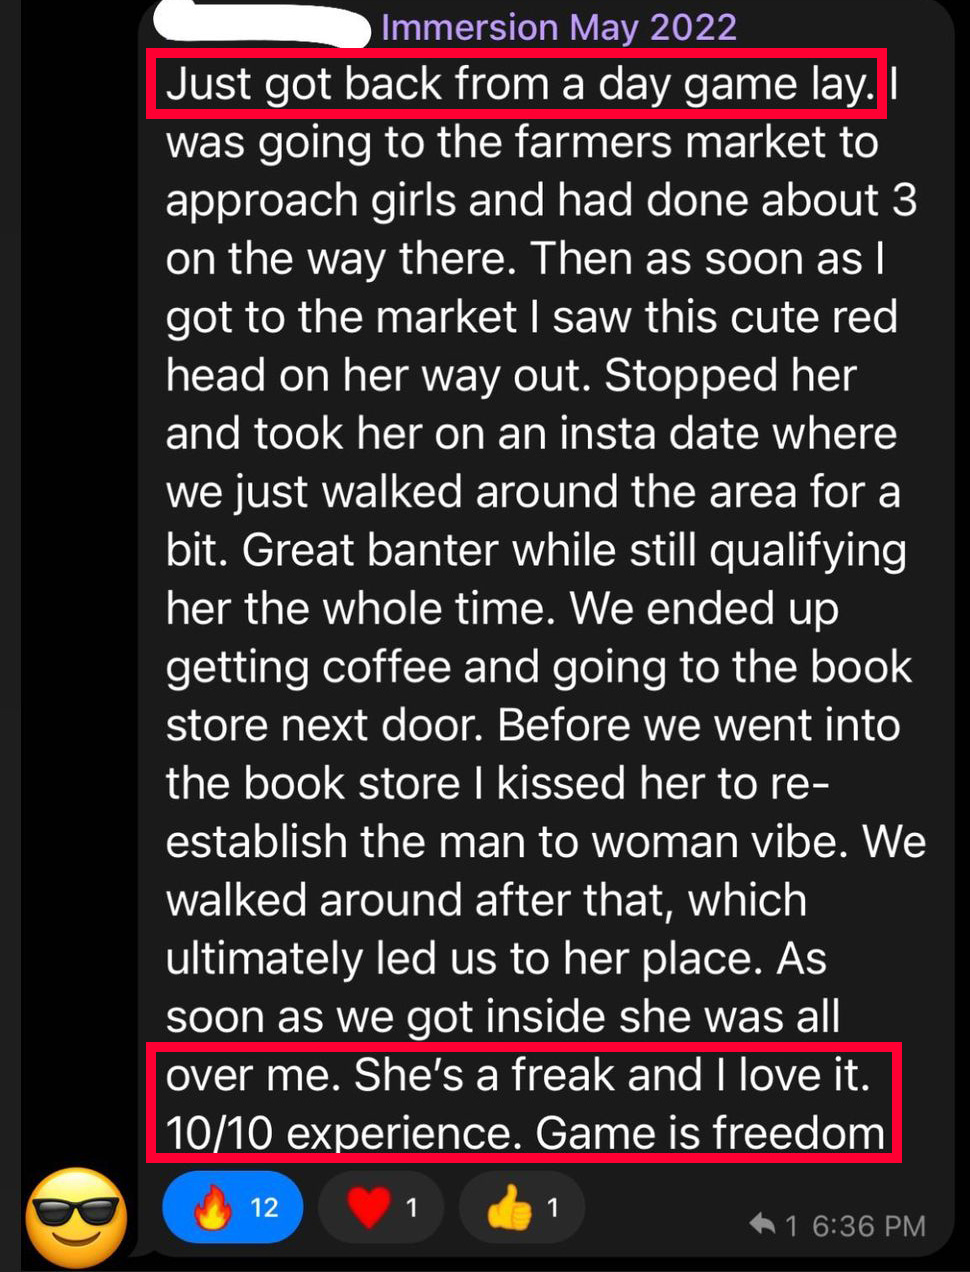 Immersion May 2022
Just got back from a day game lay. I
was going to the farmers market to
approach girls and had done about 3
on the way there. Then as soon as I
got to the market I saw this cute red
head on her way out. Stopped her
and took her on an insta date where
we just walked around the area for a
bit. Great banter while still qualifying
her the whole time. We ended up
getting coffee and going to the book
store next door. Before we went into
the book store I kissed her to re-
establish the man to woman vibe. We
walked around after that, which
ultimately led us to her place. As
soon as we got inside she was all
over me. She's a freak and I love it.
10/10 experience. Game is freedom
🔥 12 ❤️ 1 👍 1
1 6:36 PM